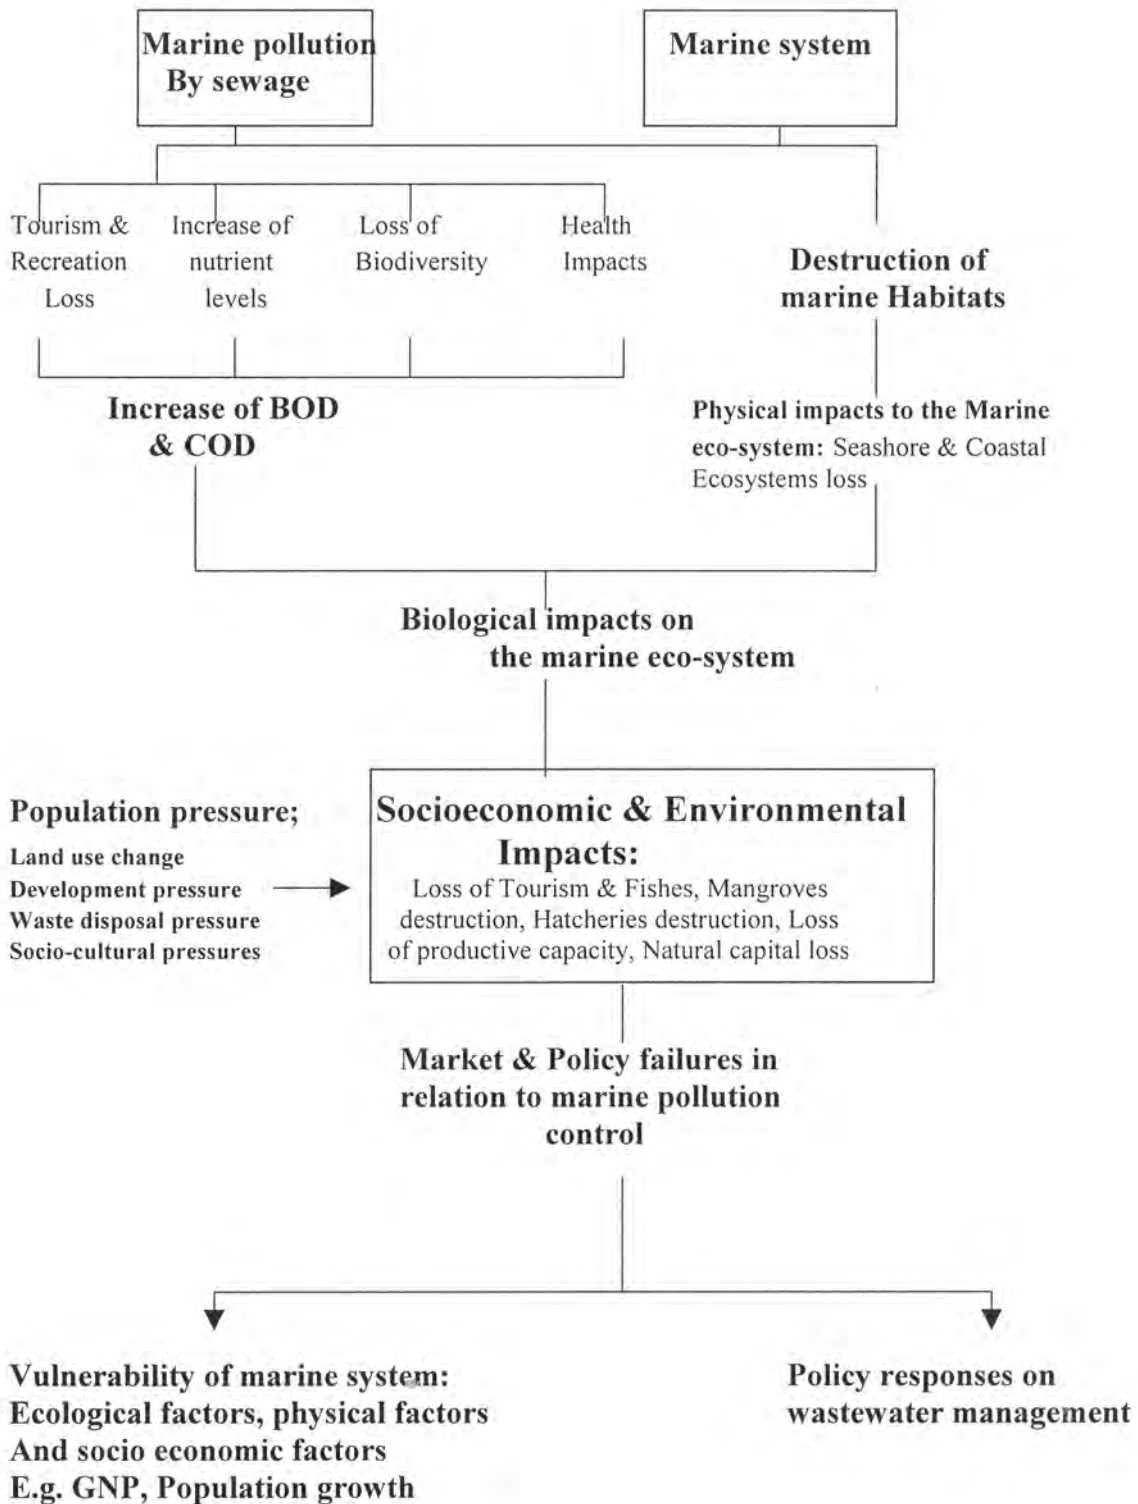 Marine pollution
By sewage
Marine system
Tourism &
Recreation
Loss
Increase of
nutrient
levels
Loss of
Biodiversity
Health
Impacts
Destruction of
marine Habitats
Increase of BOD
& COD
Physical impacts to the Marine
eco-system: Seashore & Coastal
Ecosystems loss
Biological impacts on
the marine eco-system
Population pressure;
Land use change
Development pressure
Waste disposal pressure
Socio-cultural pressures
Socioeconomic & Environmental
Impacts:
Loss of Tourism & Fishes, Mangroves
destruction, Hatcheries destruction, Loss
of productive capacity, Natural capital loss
Market & Policy failures in
relation to marine pollution
control
Vulnerability of marine system:
Ecological factors, physical factors
And socio economic factors
E.g. GNP, Population growth
Policy responses on
wastewater management